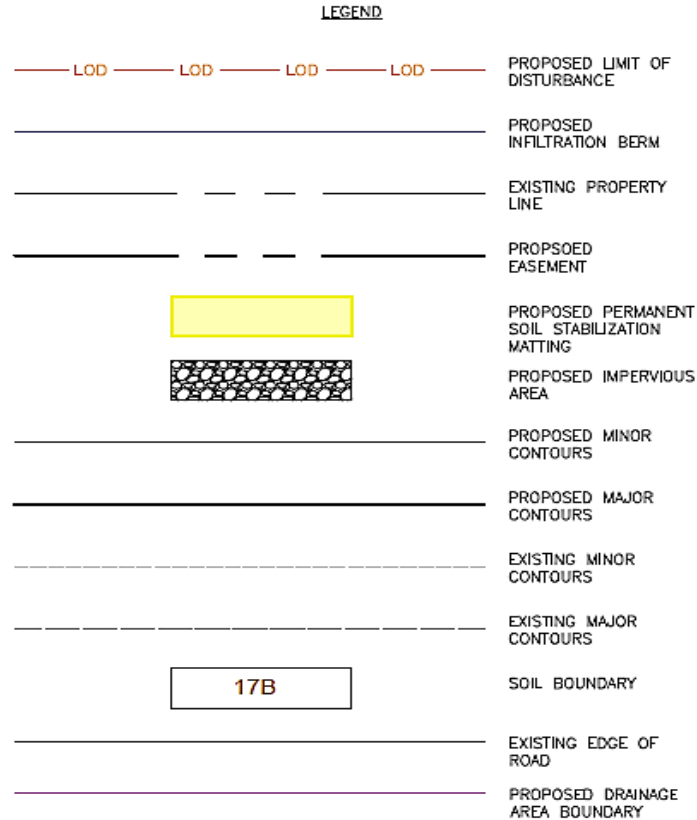 LEGEND
LOD LOD LOD LOD
PROPOSED LIMIT OF
DISTURBANCE
PROPOSED
INFILTRATION BERM
EXISTING PROPERTY
LINE
PROPSOED
EASEMENT
PROPOSED PERMANENT
SOIL STABILIZATION
MATTING
PROPOSED IMPERVIOUS
AREA
PROPOSED MINOR
CONTOURS
PROPOSED MAJOR
CONTOURS
EXISTING MINOR
CONTOURS
EXISTING MAJOR
CONTOURS
17B
SOIL BOUNDARY
EXISTING EDGE OF
ROAD
PROPOSED DRAINAGE
AREA BOUNDARY